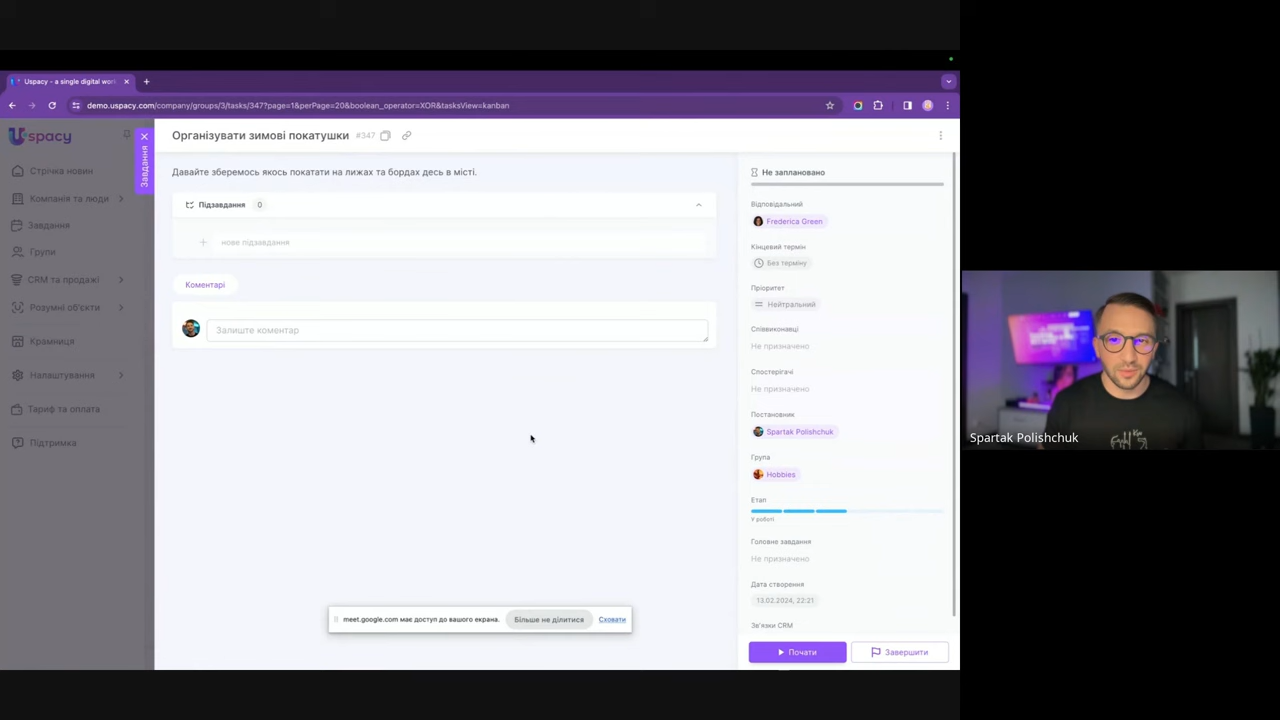 Uspacy - a single digital worl
demo.uspacy.com/company/groups/3/tasks/347?page=1&perPage=20&boolean_operator=XOR&tasksView=kanban
Uspacy
Стрічка новин
Компанія та люди
Завдання
Групи
CRM та продажі
Розумні об'єкти
Крамниця
Налаштування
Тариф та оплата
Підтримка
Завдання
Організувати зимові покатушки #347
Давайте зберемось якось покатати на лижах та бордах десь в місті.
Підзавдання 0
нове підзавдання
Коментарі
Залиште коментар
Не заплановано
Відповідальний
Frederica Green
Кінцевий термін
Без терміну
Пріоритет
Нейтральний
Співвиконавці
Не призначено
Спостерігачі
Не призначено
Постановник
Spartak Polishchuk
Група
Hobbies
Етап
У роботі
Головне завдання
Не призначено
Дата створення
13.02.2024, 22:21
Зв'язки CRM
Почати
Завершити
meet.google.com має доступ до вашого екрана. Більше не ділитися Сховати
Spartak Polishchuk